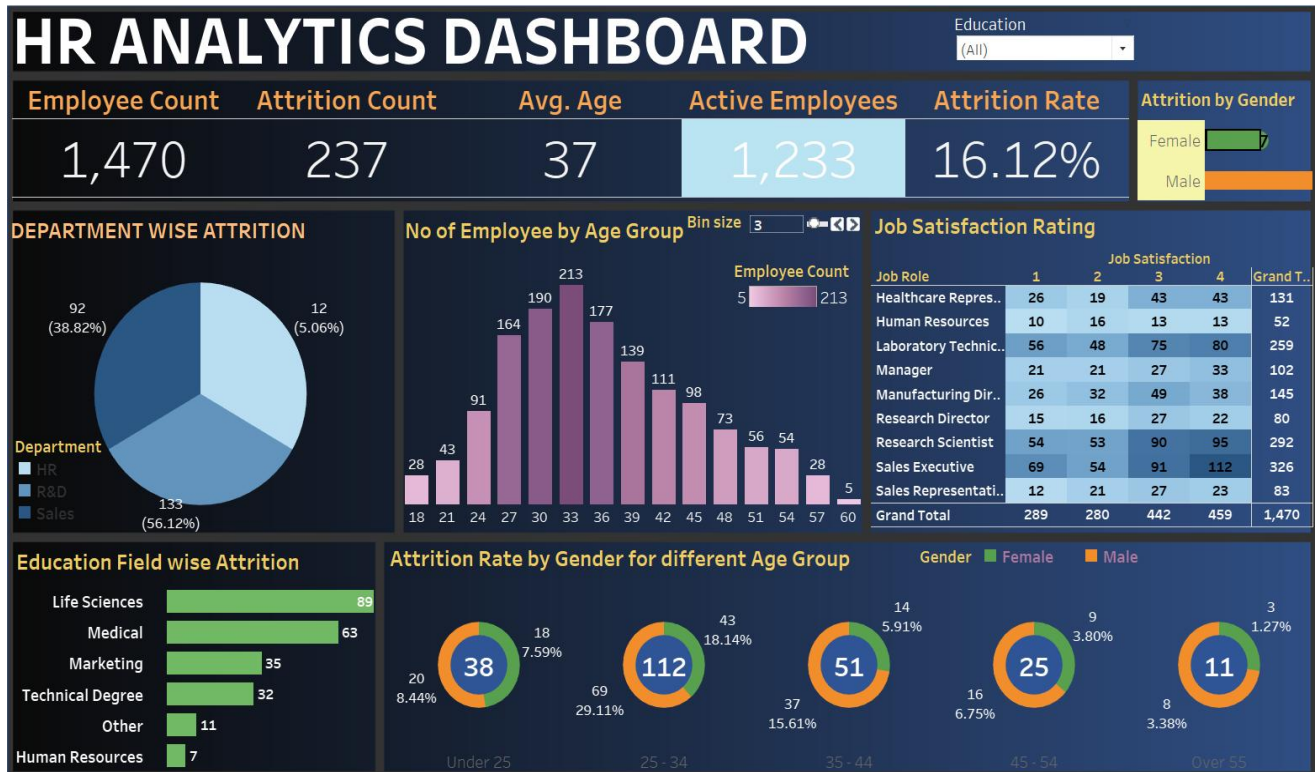 HR ANALYTICS DASHBOARD
Education
(All)
Employee Count Attrition Count Avg. Age Active Employees Attrition Rate
1,470 237 37 1,233 16.12%
Attrition by Gender
Female
Male
DEPARTMENT WISE ATTRITION
92
(38.82%)
12
(5.06%)
133
(56.12%)
Department
HR
R&D
Sales
No of Employee by Age Group
Bin size 3
Employee Count
5 213
28 43 91 164 190 213 177 139 111 98 73 56 54 28 5
18 21 24 27 30 33 36 39 42 45 48 51 54 57 60
Job Satisfaction Rating
Job Satisfaction
Job Role 1 2 3 4 Grand T..
Healthcare Repres.. 26 19 43 43 131
Human Resources 10 16 13 13 52
Laboratory Technic.. 56 48 75 80 259
Manager 21 21 27 33 102
Manufacturing Dir.. 26 32 49 38 145
Research Director 15 16 27 22 80
Research Scientist 54 53 90 95 292
Sales Executive 69 54 91 112 326
Sales Representati.. 12 21 27 23 83
Grand Total 289 280 442 459 1,470
Education Field wise Attrition
Life Sciences 89
Medical 63
Marketing 35
Technical Degree 32
Other 11
Human Resources 7
Attrition Rate by Gender for different Age Group
Gender Female Male
18
7.59%
38
20
8.44%
Under 25
43
18.14%
112
69
29.11%
25 - 34
14
5.91%
51
37
15.61%
35 - 44
9
3.80%
25
16
6.75%
45 - 54
3
1.27%
11
8
3.38%
Over 55